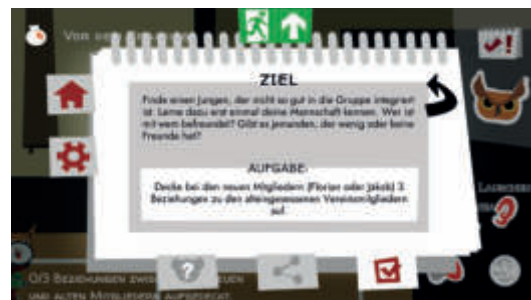 Von
ZIEL
Finde einen Jungen, der nicht so gut in die Gruppe integriert
ist. Lerne dazu erst einmal deine Mannschaft kennen. Wer ist
mit wem befreundet? Gibt es jemanden, der wenig oder keine
Freunde hat?
AUFGABE:
Decke bei den neuen Mitgliedern (Florian oder Jakob) 3
Beziehungen zu den alteingesessenen Vereinsmitgliedern
auf.
?
0/3 Beziehungen zwischen neuen
und alten Mitgliedern aufgedeckt